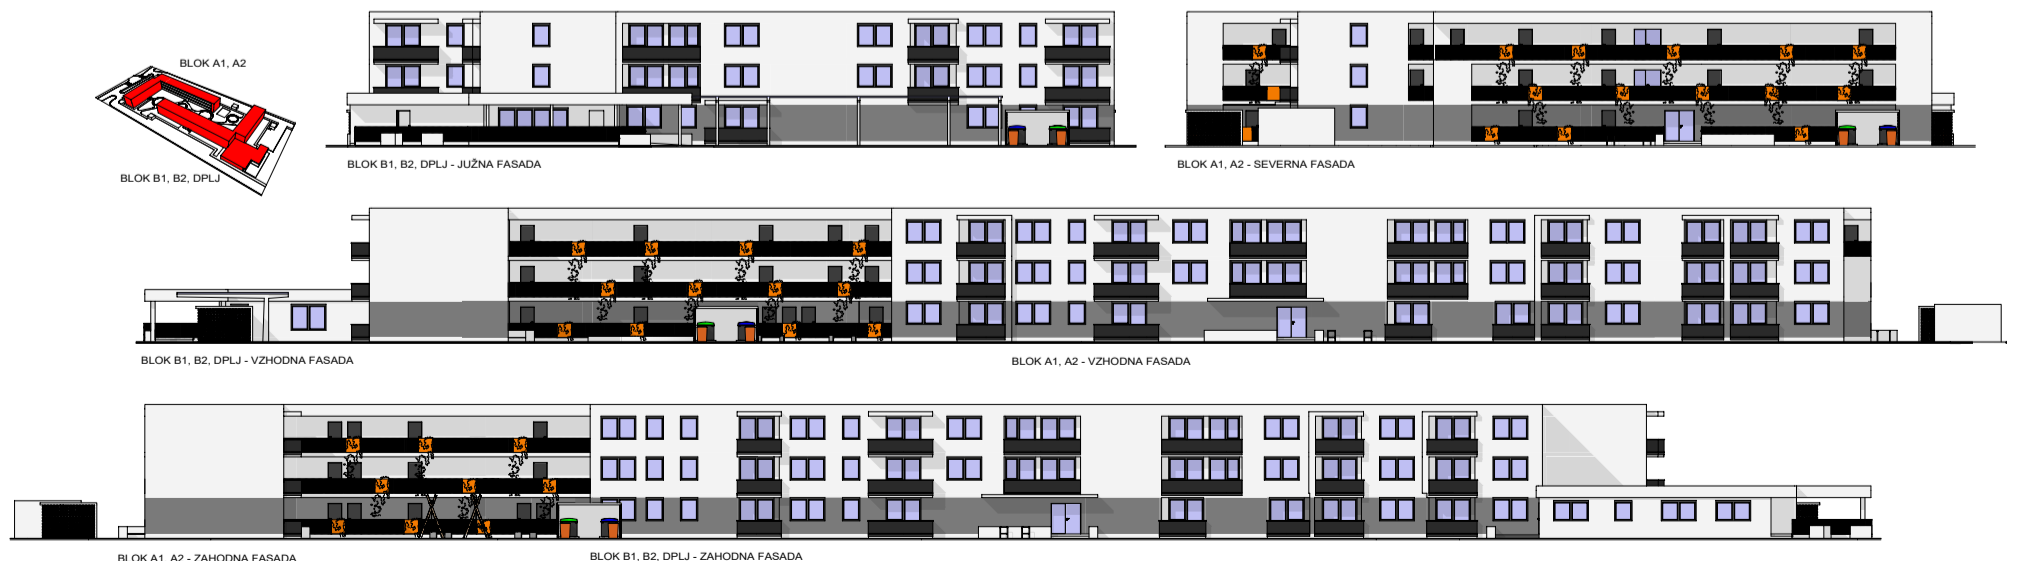 BLOK A1, A2
BLOK B1, B2, DPLJ
BLOK B1, B2, DPLJ - JUŽNA FASADA
BLOK A1, A2 - SEVERNA FASADA
BLOK B1, B2, DPLJ - VZHODNA FASADA
BLOK A1, A2 - VZHODNA FASADA
BLOK A1, A2 - ZAHODNA FASADA
BLOK B1, B2, DPLJ - ZAHODNA FASADA